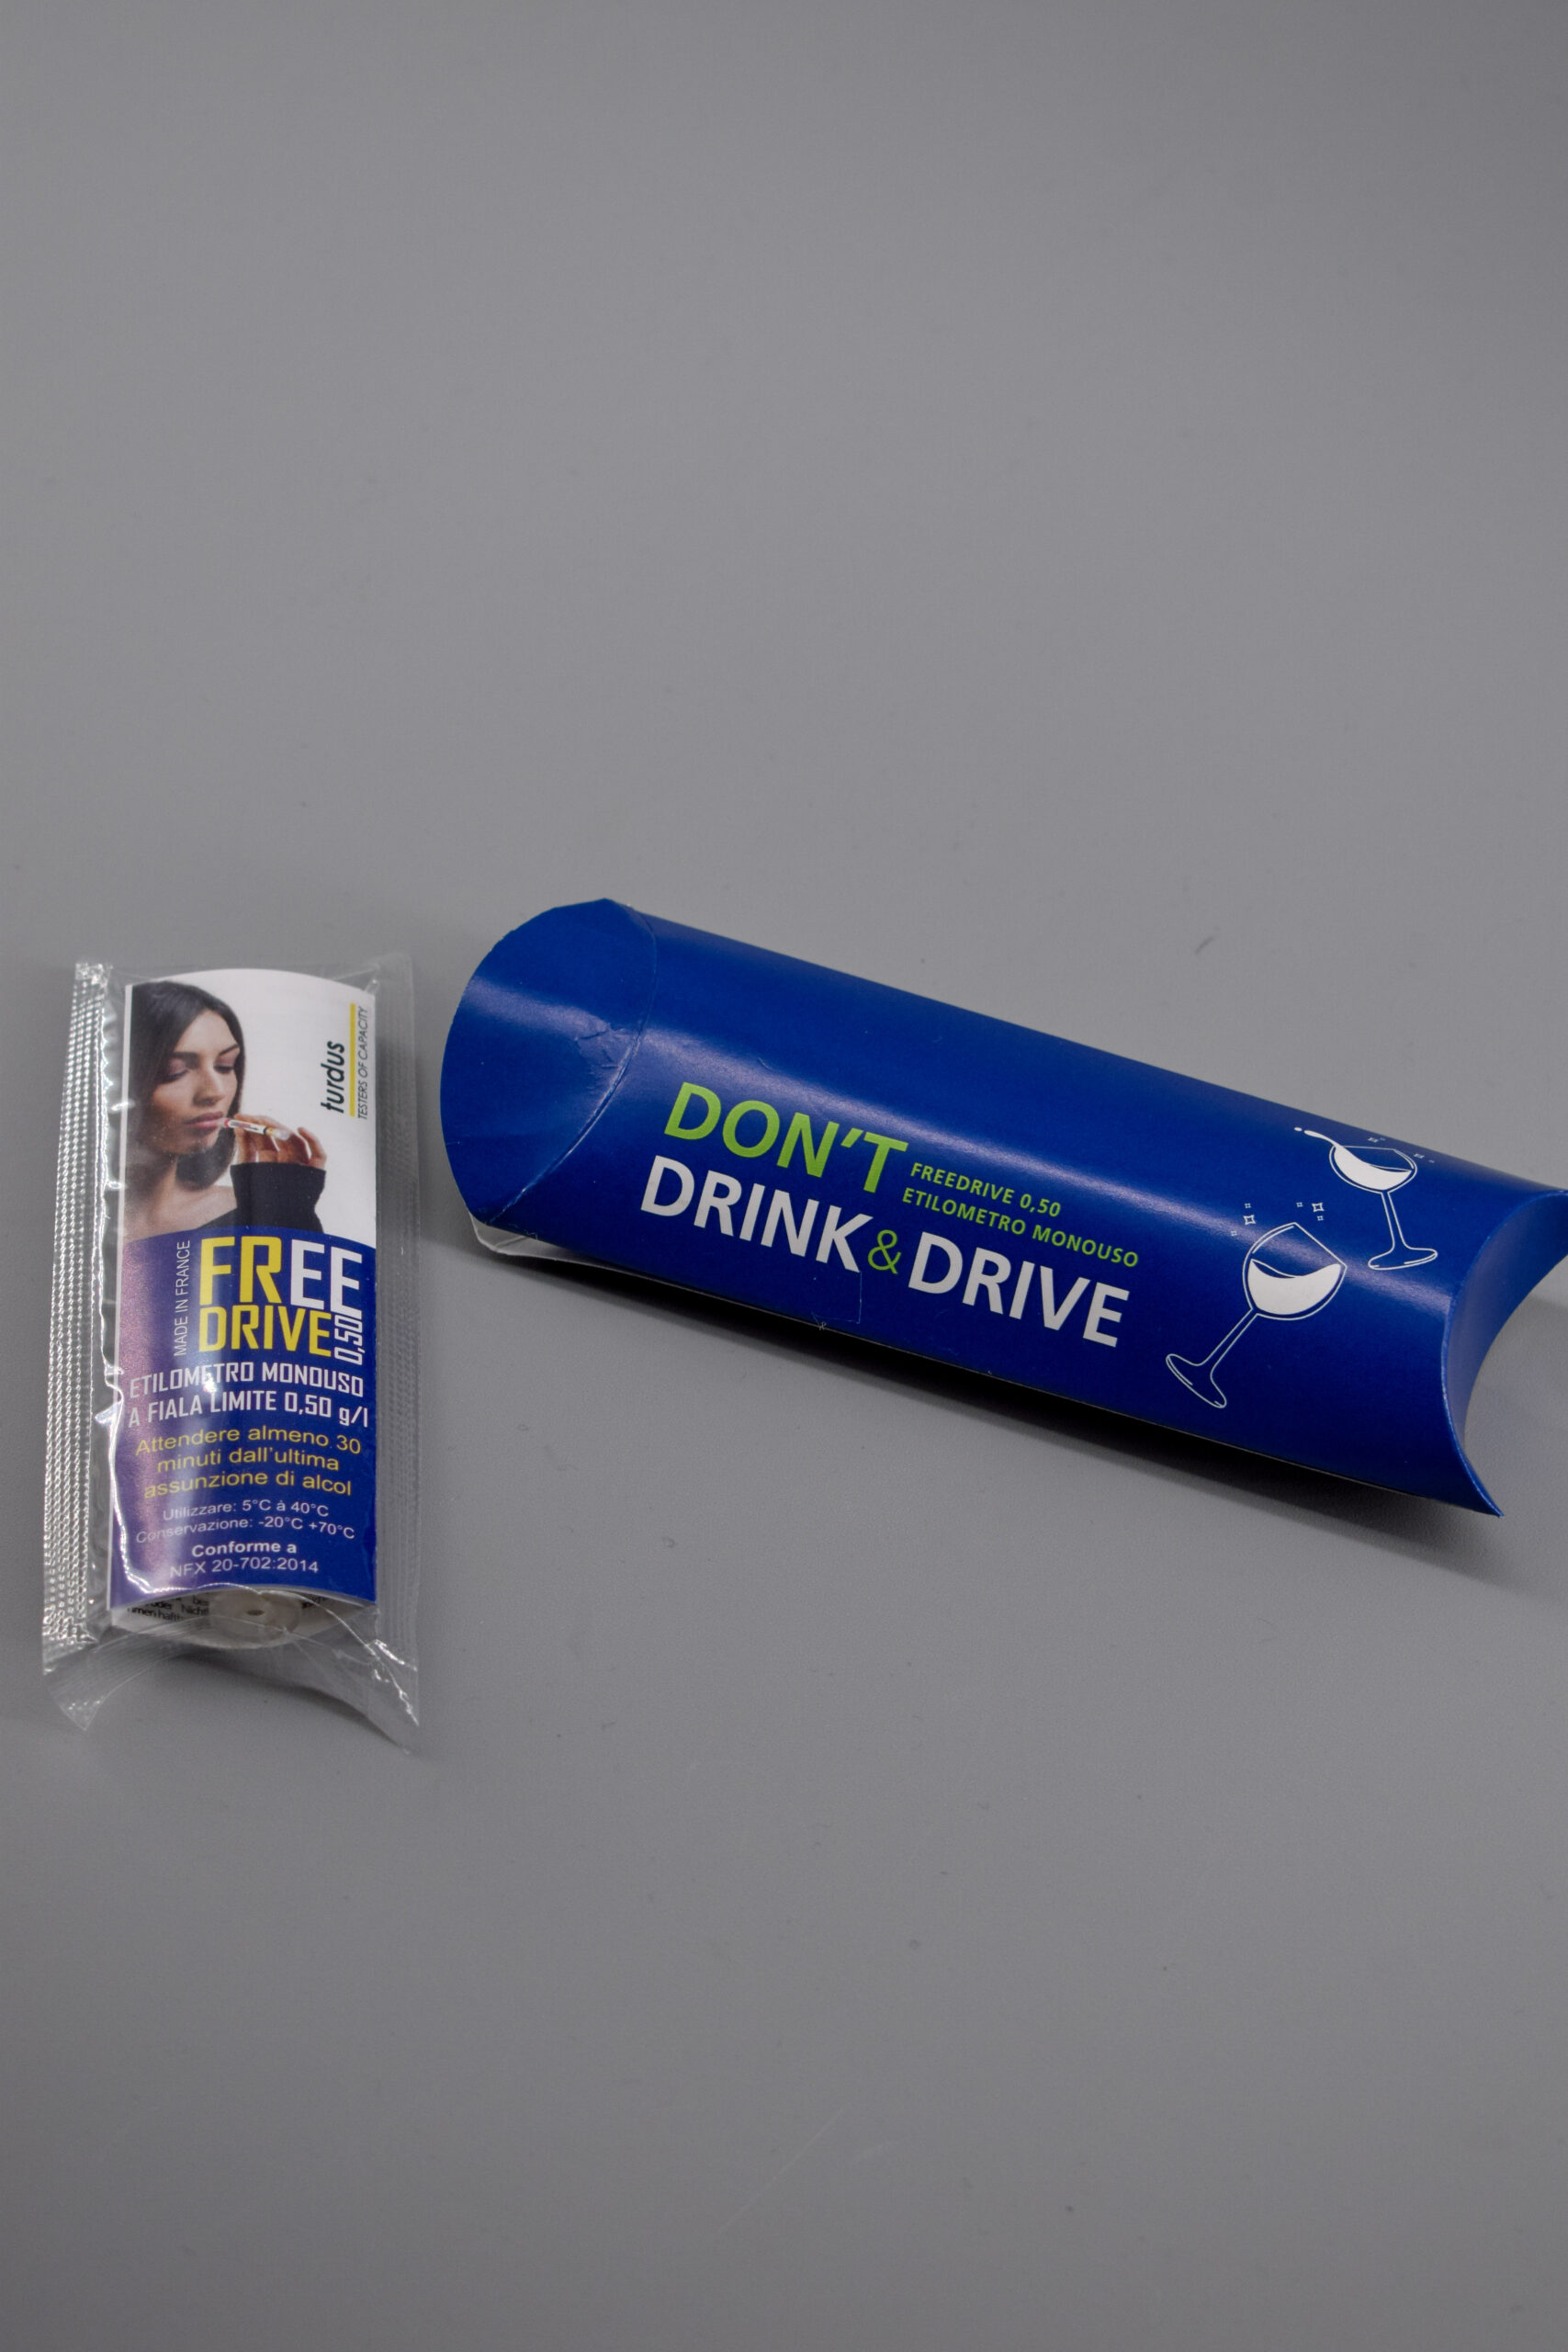 turdus
TESTERS OF CAPACITY
MADE IN FRANCE
FREE
DRIVE 0,50
ETILOMETRO MONOUSO
A FIALA LIMITE 0,50 g/l
Attendere almeno 30
minuti dall'ultima
assunzione di alcol
Utilizzare: 5°C à 40°C
Conservazione: -20°C +70°C
Conforme a
NFX 20-702:2014
DON'T
FREEDRIVE 0,50
ETILOMETRO MONOUSO
DRINK & DRIVE